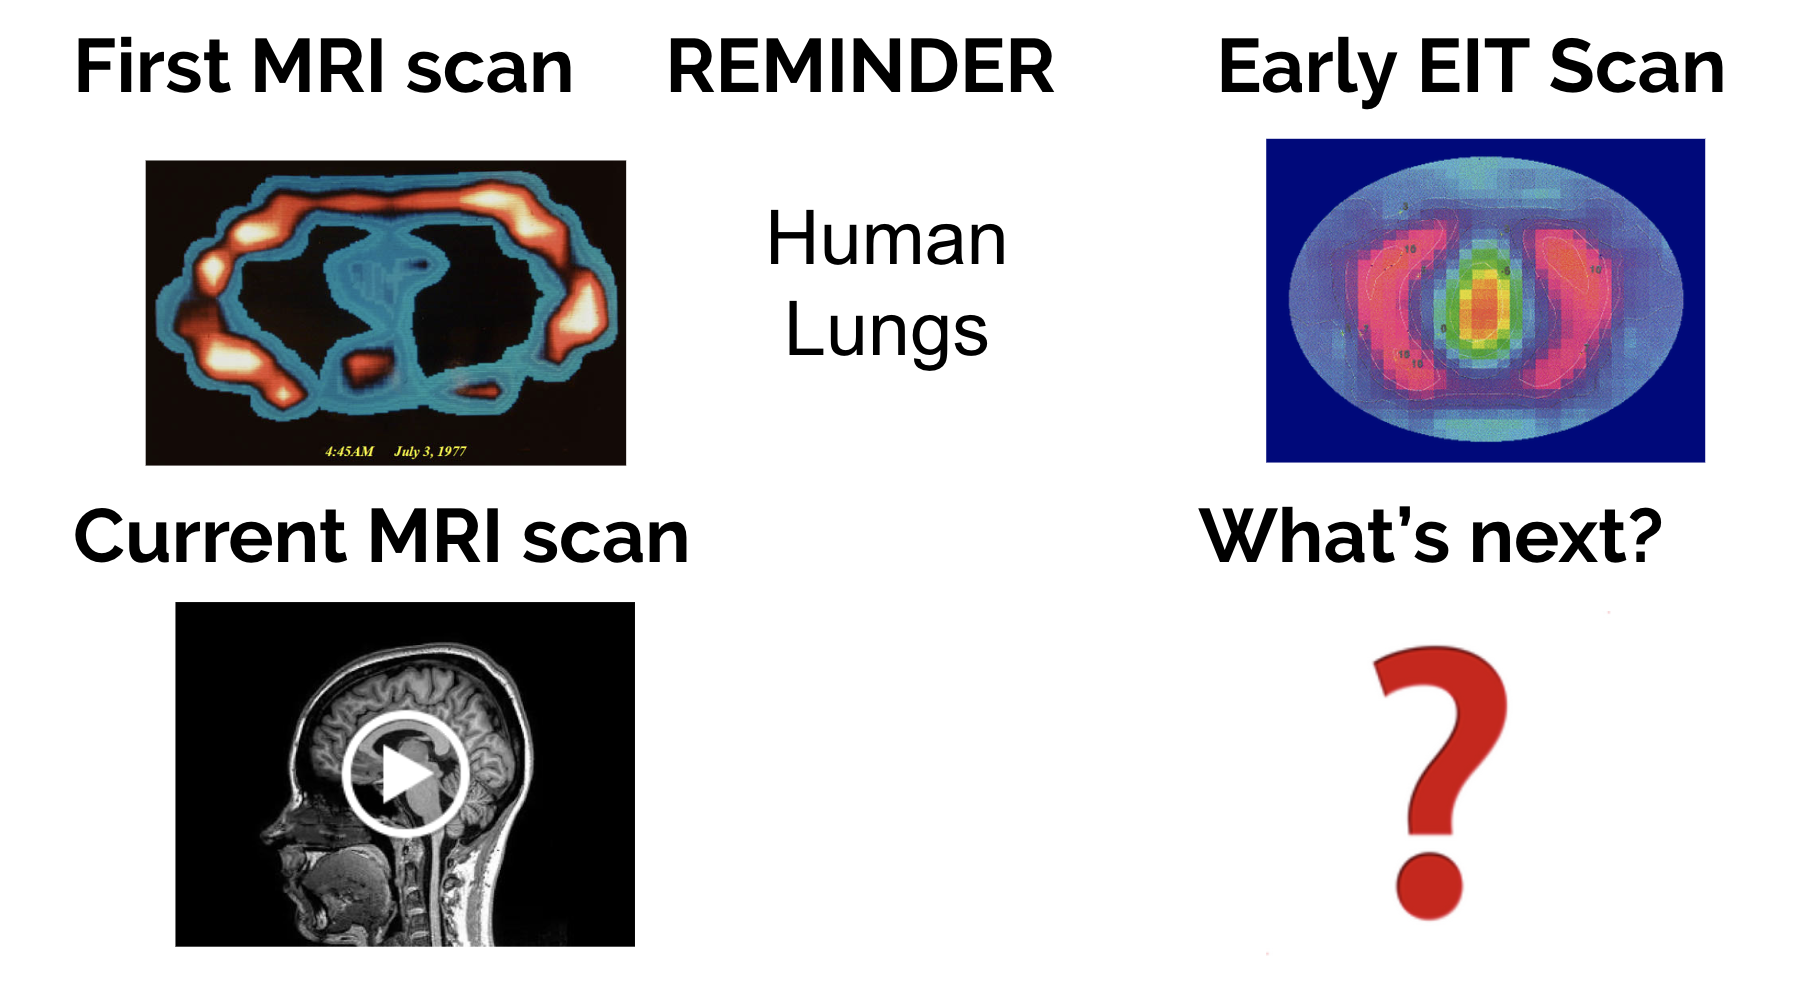 First MRI scan
REMINDER
Early EIT Scan
Human
Lungs
4:45AM July 3, 1977
Current MRI scan
What’s next?
?